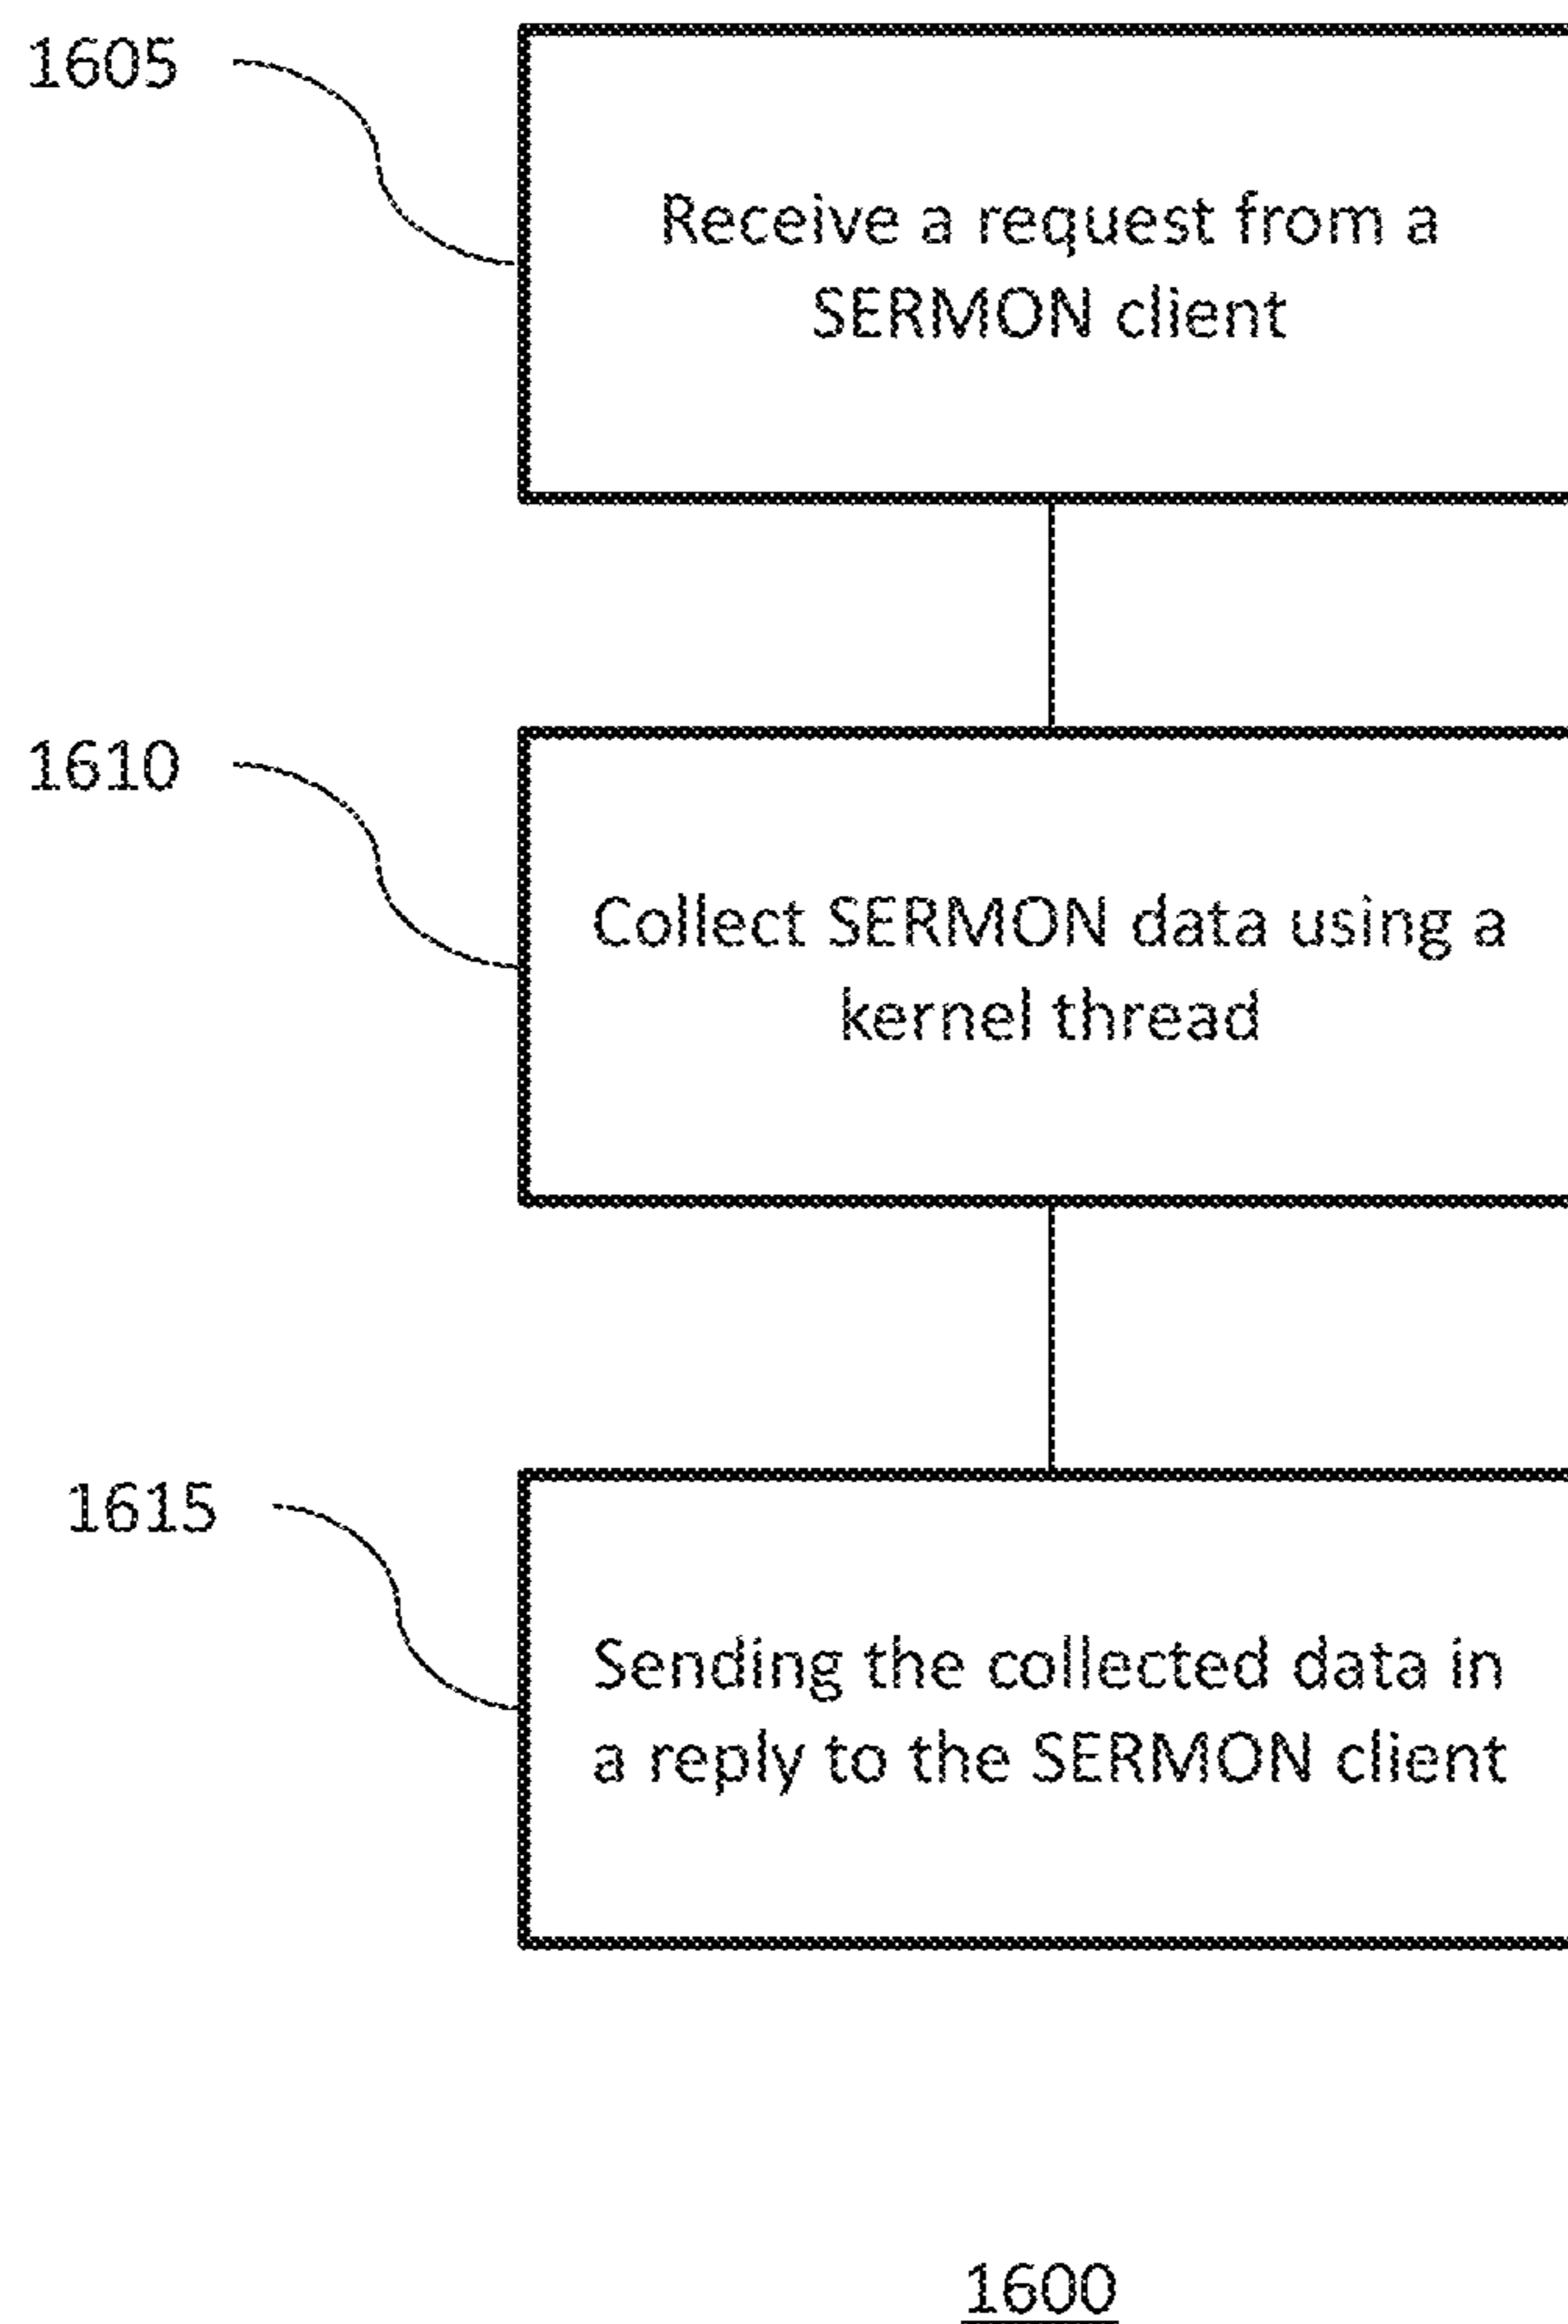 1605
Receive a request from a
SERMON client
1610
Collect SERMON data using a
kernel thread
1615
Sending the collected data in
a reply to the SERMON client
1600